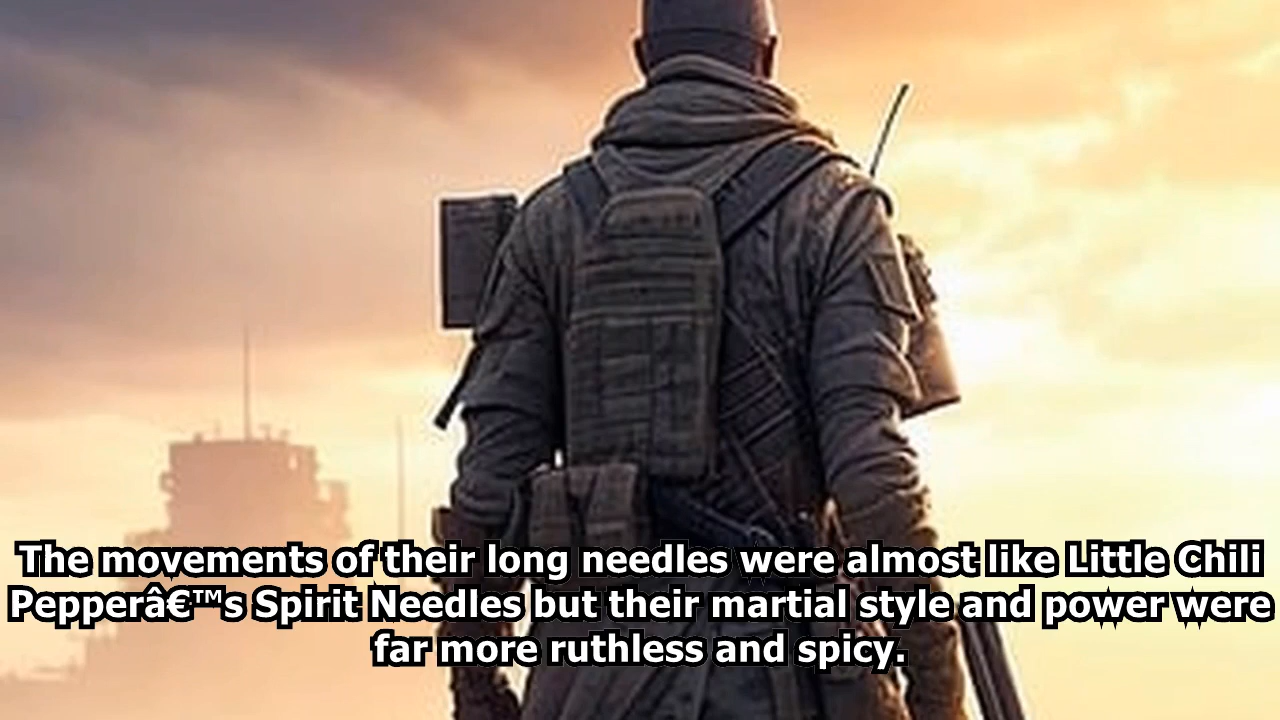 The movements of their long needles were almost like Little Chili
Pepperâ€™s Spirit Needles but their martial style and power were
far more ruthless and spicy.